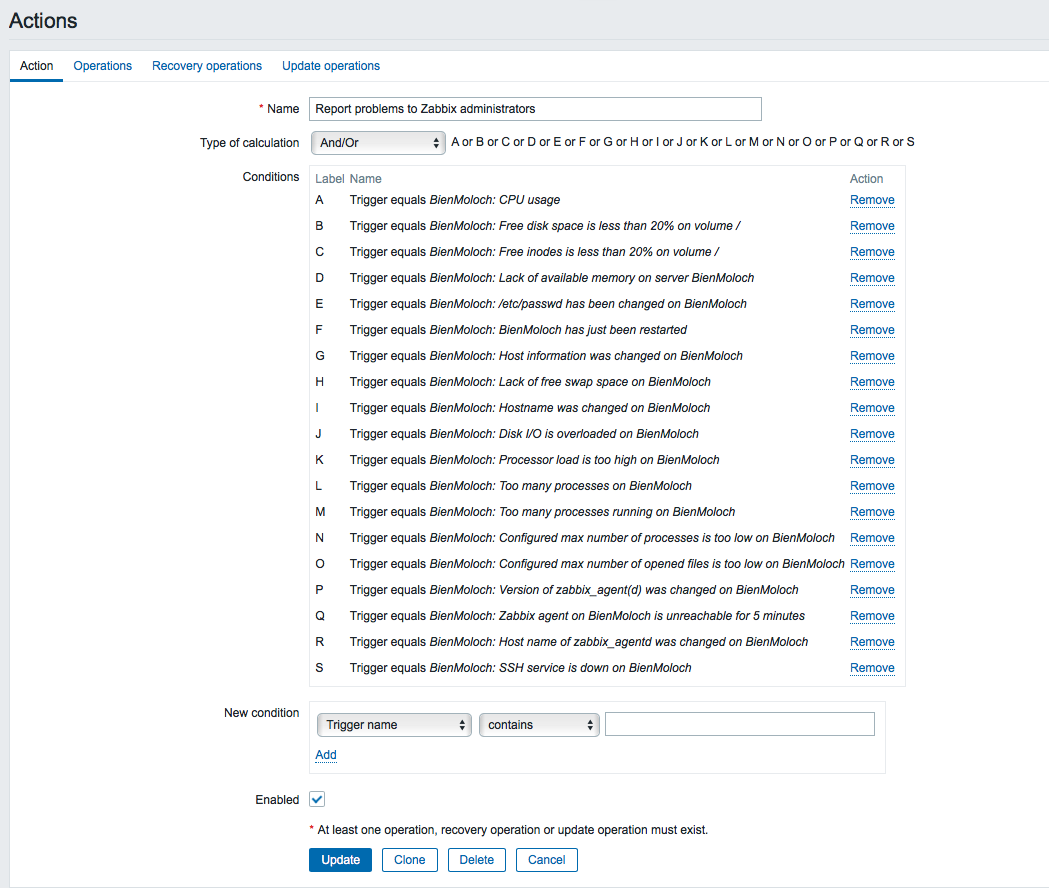 Actions
Action Operations Recovery operations Update operations
* Name Report problems to Zabbix administrators
Type of calculation And/Or A or B or C or D or E or F or G or H or I or J or K or L or M or N or O or P or Q or R or S
Conditions Label Name Action
A Trigger equals BienMoloch: CPU usage Remove
B Trigger equals BienMoloch: Free disk space is less than 20% on volume / Remove
C Trigger equals BienMoloch: Free inodes is less than 20% on volume / Remove
D Trigger equals BienMoloch: Lack of available memory on server BienMoloch Remove
E Trigger equals BienMoloch: /etc/passwd has been changed on BienMoloch Remove
F Trigger equals BienMoloch: BienMoloch has just been restarted Remove
G Trigger equals BienMoloch: Host information was changed on BienMoloch Remove
H Trigger equals BienMoloch: Lack of free swap space on BienMoloch Remove
I Trigger equals BienMoloch: Hostname was changed on BienMoloch Remove
J Trigger equals BienMoloch: Disk I/O is overloaded on BienMoloch Remove
K Trigger equals BienMoloch: Processor load is too high on BienMoloch Remove
L Trigger equals BienMoloch: Too many processes on BienMoloch Remove
M Trigger equals BienMoloch: Too many processes running on BienMoloch Remove
N Trigger equals BienMoloch: Configured max number of processes is too low on BienMoloch Remove
O Trigger equals BienMoloch: Configured max number of opened files is too low on BienMoloch Remove
P Trigger equals BienMoloch: Version of zabbix_agent(d) was changed on BienMoloch Remove
Q Trigger equals BienMoloch: Zabbix agent on BienMoloch is unreachable for 5 minutes Remove
R Trigger equals BienMoloch: Host name of zabbix_agentd was changed on BienMoloch Remove
S Trigger equals BienMoloch: SSH service is down on BienMoloch Remove
New condition Trigger name contains
Add
Enabled
* At least one operation, recovery operation or update operation must exist.
Update Clone Delete Cancel